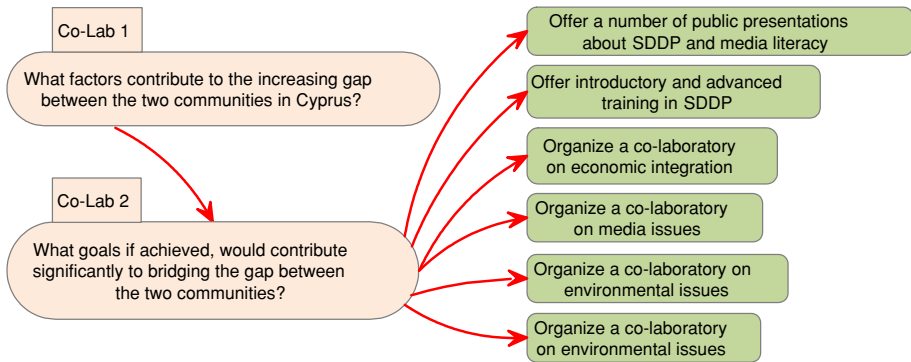 Co-Lab 1
What factors contribute to the increasing gap
between the two communities in Cyprus?
Co-Lab 2
What goals if achieved, would contribute
significantly to bridging the gap between
the two communities?
Offer a number of public presentations
about SDDP and media literacy
Offer introductory and advanced
training in SDDP
Organize a co-laboratory
on economic integration
Organize a co-laboratory
on media issues
Organize a co-laboratory on
environmental issues
Organize a co-laboratory
on environmental issues